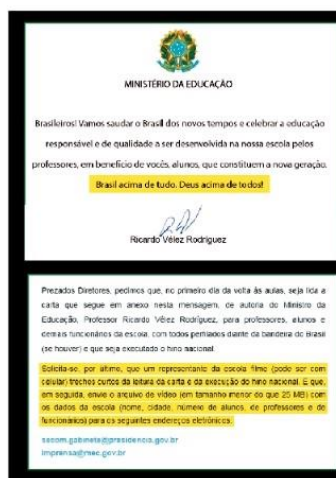 MINISTÉRIO DA EDUCAÇÃO
Brasileiros! Vamos saudar o Brasil dos novos tempos e celebrar a educação
responsável e de qualidade a ser desenvolvida na nossa escola pelos
professores, em benefício de vocês, alunos, que constituem a nova geração.
Brasil acima de tudo. Deus acima de todos!
Ricardo Vélez Rodríguez
Prezados Diretores, pedimos que, no primeiro dia da volta às aulas, seja lida a
carta que segue em anexo nesta mensagem, de autoria do Ministro da
Educação, Professor Ricardo Vélez Rodríguez, para professores, alunos e
demais funcionários da escola, com todos perfilados diante da bandeira do Brasil
(se houver) e que seja executado o hino nacional.
Solicita-se, por último, que um representante da escola filme (pode ser com
celular) trechos curtos da leitura da carta e da execução do hino nacional. E que,
em seguida, envie o arquivo de vídeo (em tamanho menor do que 25 MB) com
os dados da escola (nome, cidade, número de alunos, de professores e de
funcionários) para os seguintes endereços eletrônicos:
secom.gabinete@presidencia.gov.br
imprensa@mec.gov.br